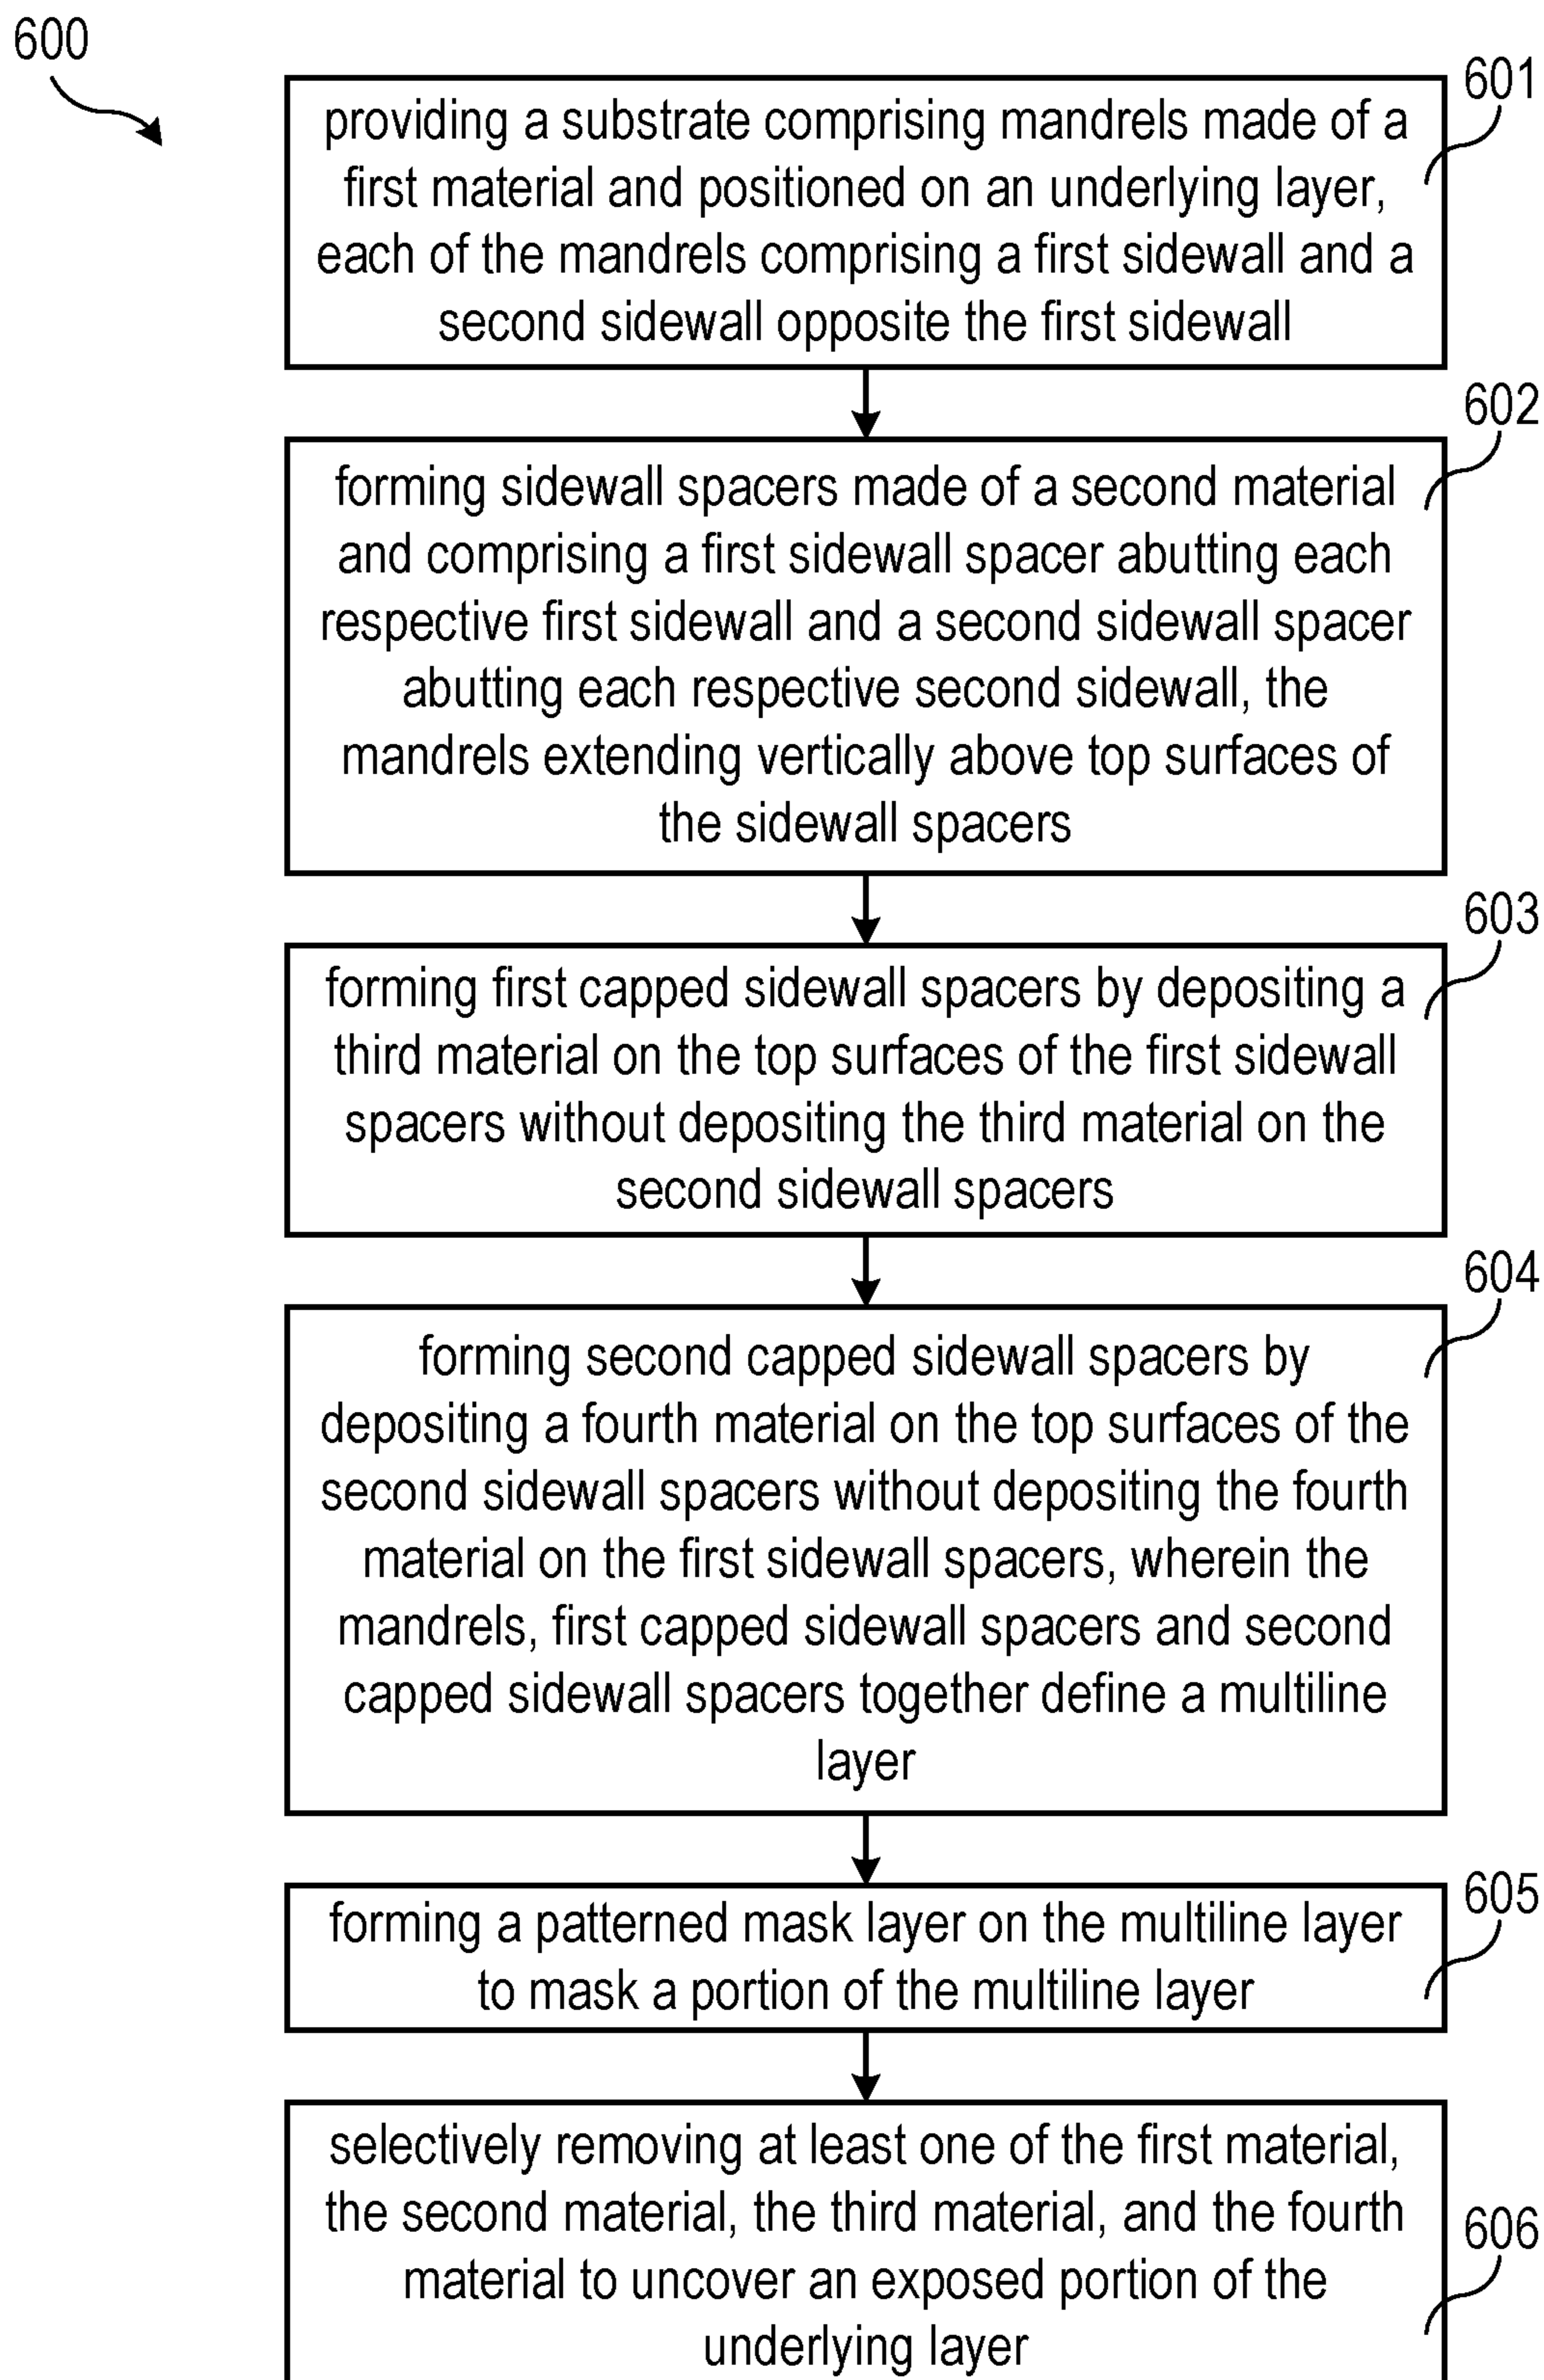 600
601
providing a substrate comprising mandrels made of a
first material and positioned on an underlying layer,
each of the mandrels comprising a first sidewall and a
second sidewall opposite the first sidewall
602
forming sidewall spacers made of a second material
and comprising a first sidewall spacer abutting each
respective first sidewall and a second sidewall spacer
abutting each respective second sidewall, the
mandrels extending vertically above top surfaces of
the sidewall spacers
603
forming first capped sidewall spacers by depositing a
third material on the top surfaces of the first sidewall
spacers without depositing the third material on the
second sidewall spacers
604
forming second capped sidewall spacers by
depositing a fourth material on the top surfaces of the
second sidewall spacers without depositing the fourth
material on the first sidewall spacers, wherein the
mandrels, first capped sidewall spacers and second
capped sidewall spacers together define a multiline
layer
605
forming a patterned mask layer on the multiline layer
to mask a portion of the multiline layer
606
selectively removing at least one of the first material,
the second material, the third material, and the fourth
material to uncover an exposed portion of the
underlying layer